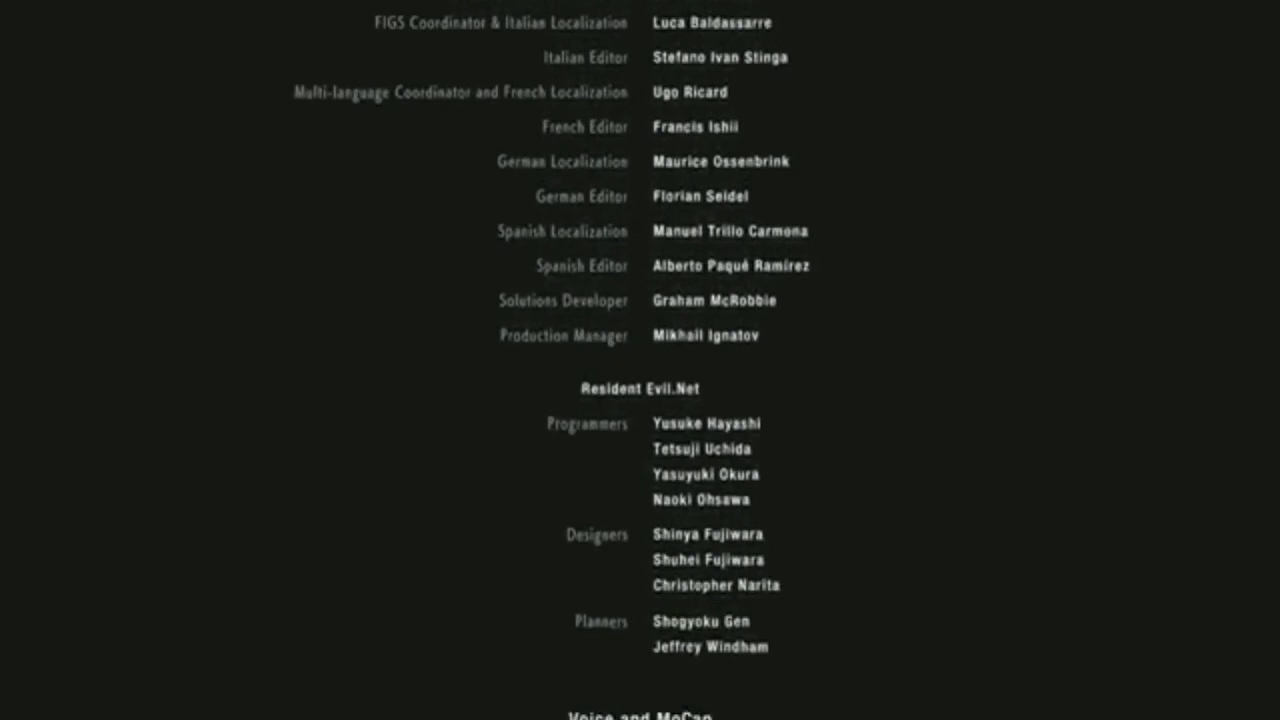 FIGS Coordinator & Italian Localization Luca Baldassarre
Italian Editor Stefano Ivan Stinga
Multi-language Coordinator and French Localization Ugo Ricard
French Editor Francis Ishii
German Localization Maurice Ossenbrink
German Editor Florian Seidel
Spanish Localization Manuel Trillo Carmona
Spanish Editor Alberto Paqué Ramírez
Solutions Developer Graham McRobbie
Production Manager Mikhail Ignatov
Resident Evil.Net
Programmers Yusuke Hayashi
Tetsuji Uchida
Yasuyuki Okura
Naoki Ohsawa
Designers Shinya Fujiwara
Shuhei Fujiwara
Christopher Narita
Planners Shogyoku Gen
Jeffrey Windham
Voice and MoCap